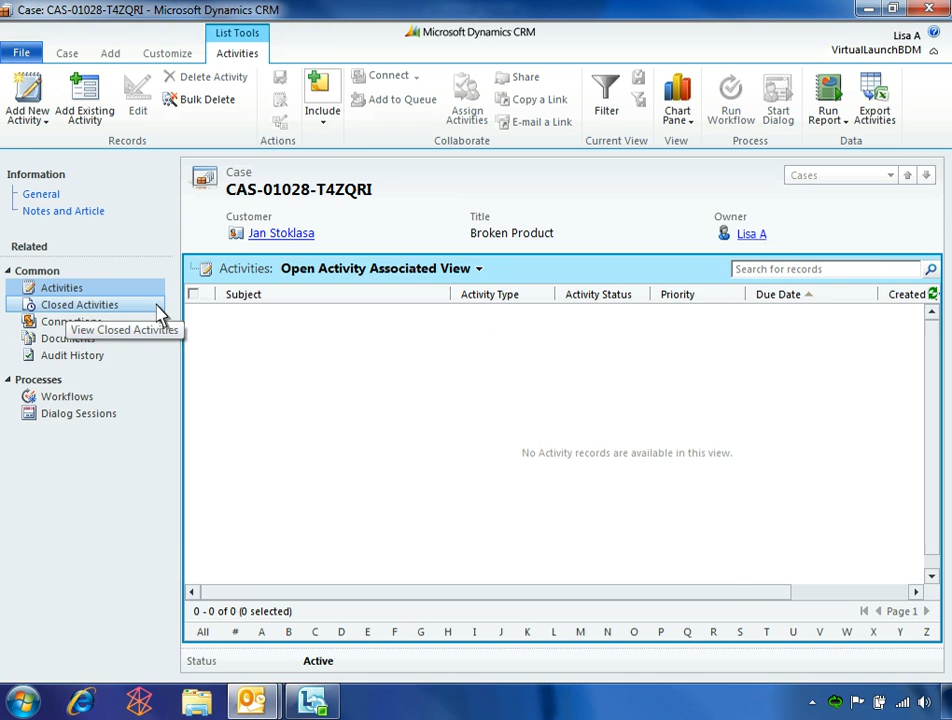 Case: CAS-01028-T4ZQRI - Microsoft Dynamics CRM
List Tools
Microsoft Dynamics CRM
Lisa A
VirtualLaunchBDM
File
Case
Add
Customize
Activities
Add New Activity
Add Existing Activity
Edit
Delete Activity
Bulk Delete
Records
Actions
Include
Connect
Add to Queue
Assign Activities
Share
Copy a Link
E-mail a Link
Collaborate
Filter
Current View
Chart Pane
View
Run Workflow
Start Dialog
Process
Run Report
Export Activities
Data
Information
General
Notes and Article
Related
Common
Activities
Closed Activities
Connections
View Closed Activities
Audit History
Processes
Workflows
Dialog Sessions
Case
CAS-01028-T4ZQRI
Cases
Customer
Jan Stoklasa
Title
Broken Product
Owner
Lisa A
Activities: Open Activity Associated View
Search for records
Subject
Activity Type
Activity Status
Priority
Due Date
Created
No Activity records are available in this view.
0 - 0 of 0 (0 selected)
Page 1
All # A B C D E F G H I J K L M N O P Q R S T U V W X Y Z
Status
Active